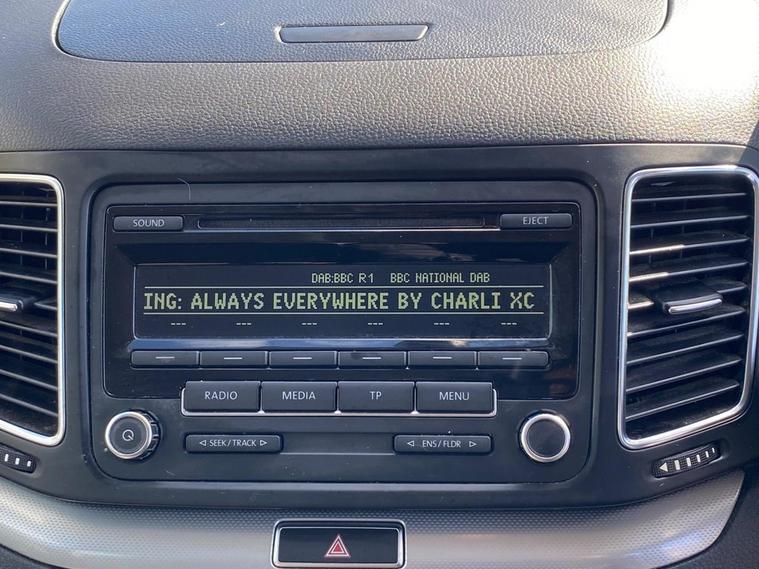 SOUND
EJECT
DAB:BBC R1 BBC NATIONAL DAB
ING: ALWAYS EVERYWHERE BY CHARLI XC
--- --- --- --- --- ---
RADIO MEDIA TP MENU
SEEK / TRACK
ENS / FLDR